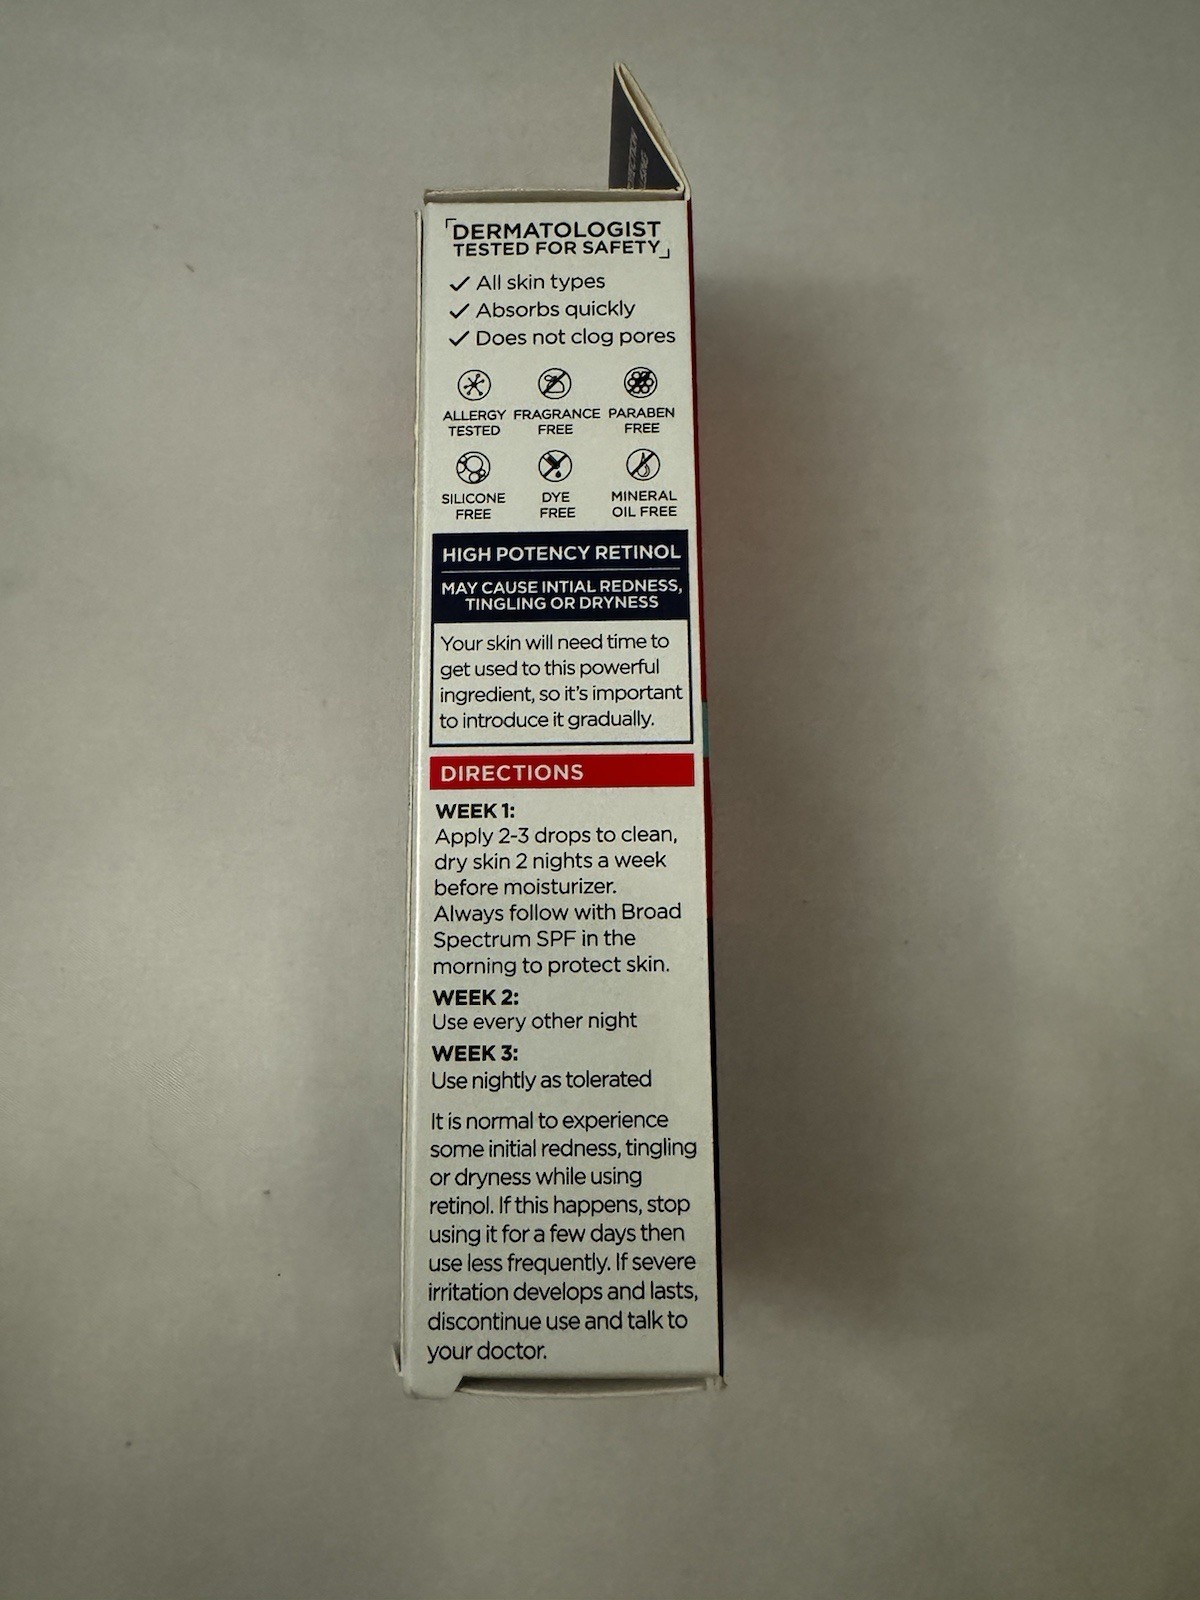 DERMATOLOGIST
TESTED FOR SAFETY
All skin types
Absorbs quickly
Does not clog pores
ALLERGY TESTED
FRAGRANCE FREE
PARABEN FREE
SILICONE FREE
DYE FREE
MINERAL OIL FREE
HIGH POTENCY RETINOL
MAY CAUSE INTIAL REDNESS,
TINGLING OR DRYNESS
Your skin will need time to
get used to this powerful
ingredient, so it's important
to introduce it gradually.
DIRECTIONS
WEEK 1:
Apply 2-3 drops to clean,
dry skin 2 nights a week
before moisturizer.
Always follow with Broad
Spectrum SPF in the
morning to protect skin.
WEEK 2:
Use every other night
WEEK 3:
Use nightly as tolerated
It is normal to experience
some initial redness, tingling
or dryness while using
retinol. If this happens, stop
using it for a few days then
use less frequently. If severe
irritation develops and lasts,
discontinue use and talk to
your doctor.